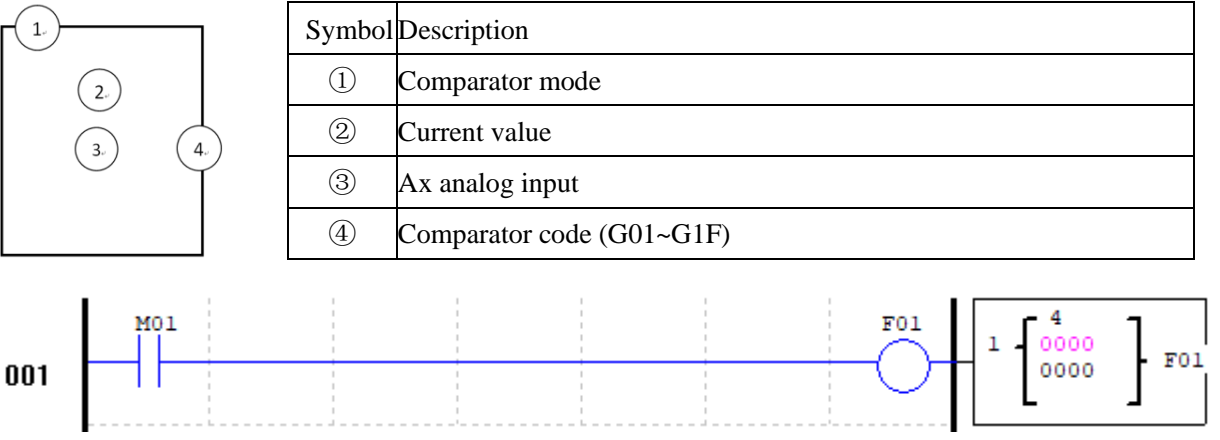 1
2
3
4
Symbol Description
① Comparator mode
② Current value
③ Ax analog input
④ Comparator code (G01~G1F)
M01 F01 4
1 0000
0000 F01
001